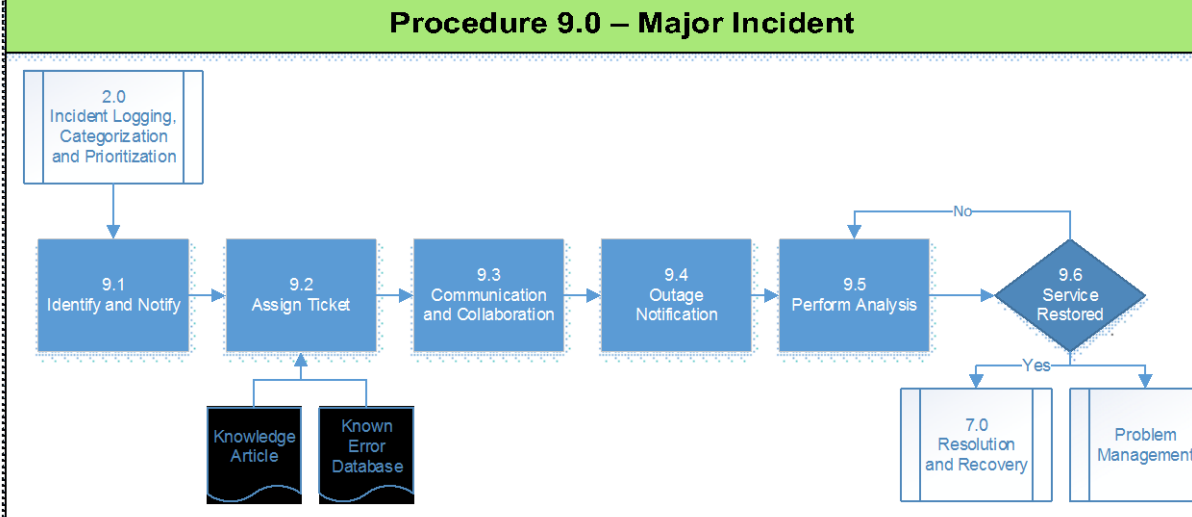 Procedure 9.0 – Major Incident
2.0
Incident Logging,
Categorization
and Prioritization
No
9.1
Identify and Notify
9.2
Assign Ticket
9.3
Communication
and Collaboration
9.4
Outage
Notification
9.5
Perform Analysis
9.6
Service
Restored
Yes
Knowledge
Article
Known
Error
Database
7.0
Resolution
and Recovery
Problem
Management